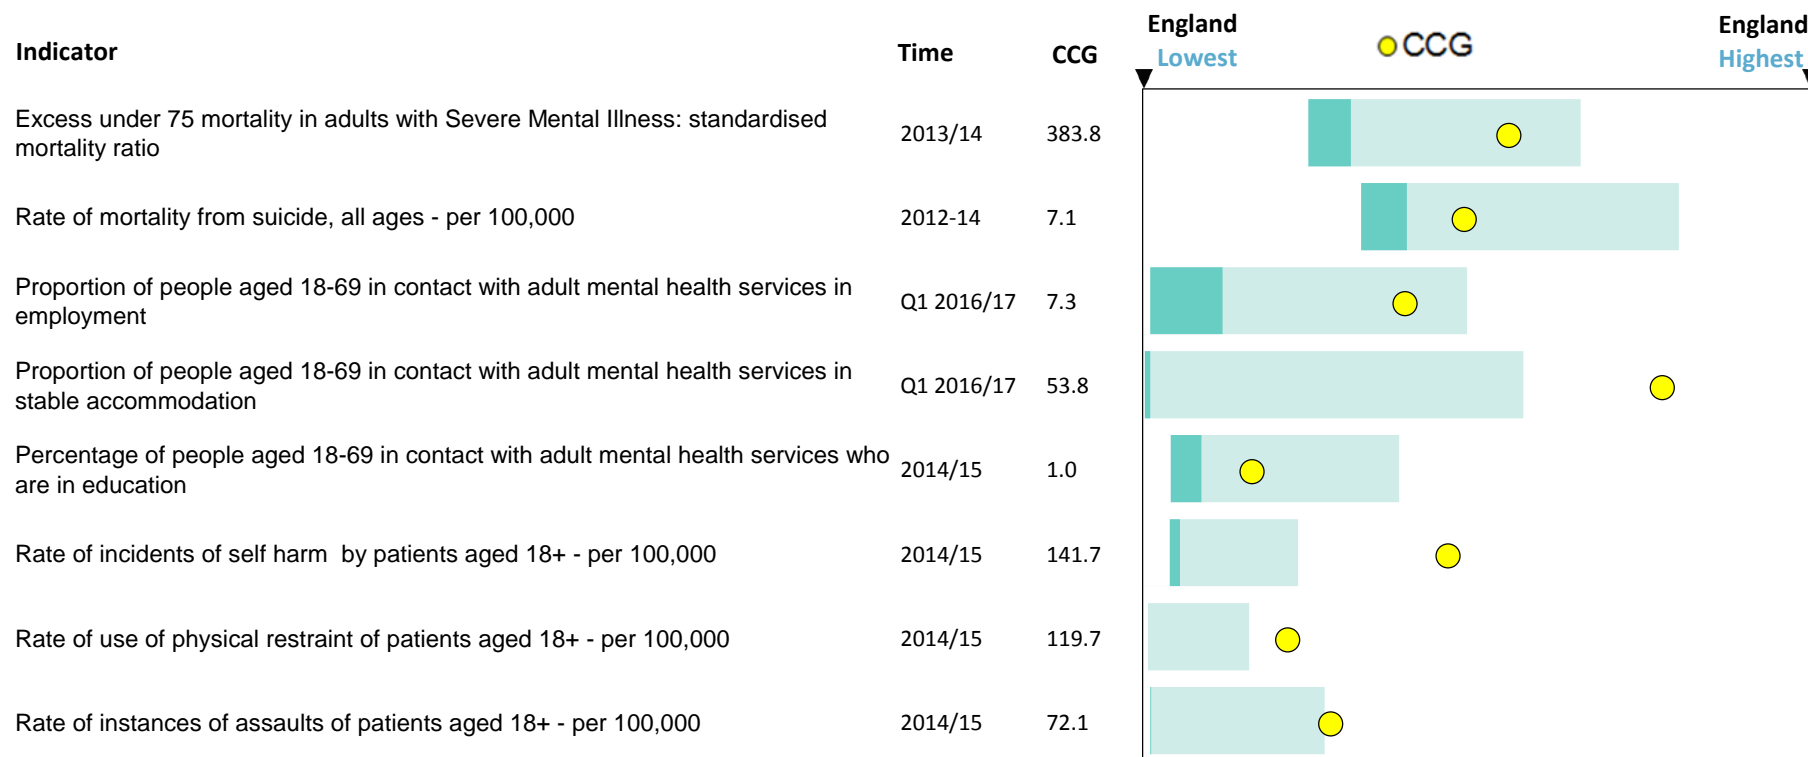 England
England
Indicator
Time
CCG
Lowest
CCG
Highest
Excess under 75 mortality in adults with Severe Mental Illness: standardised
mortality ratio
2013/14
383.8
Rate of mortality from suicide, all ages - per 100,000
2012-14
7.1
Proportion of people aged 18-69 in contact with adult mental health services in
employment
Q1 2016/17
7.3
Proportion of people aged 18-69 in contact with adult mental health services in
stable accommodation
Q1 2016/17
53.8
Percentage of people aged 18-69 in contact with adult mental health services who
are in education
2014/15
1.0
Rate of incidents of self harm  by patients aged 18+ - per 100,000
2014/15
141.7
Rate of use of physical restraint of patients aged 18+ - per 100,000
2014/15
119.7
Rate of instances of assaults of patients aged 18+ - per 100,000
2014/15
72.1